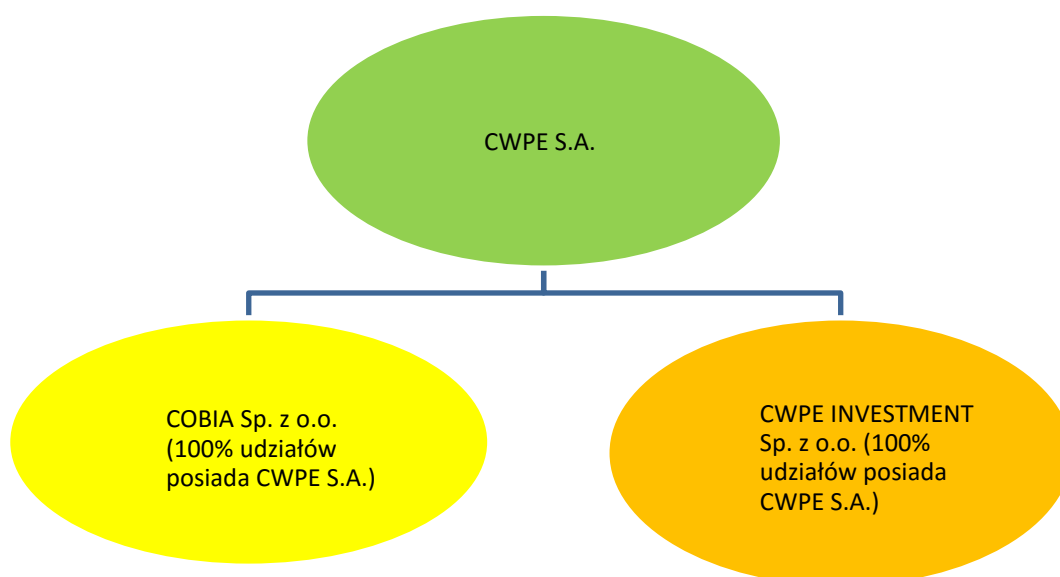 CWPE S.A.
COBIA Sp. z o.o.
(100% udziałów
posiada CWPE S.A.)
CWPE INVESTMENT
Sp. z o.o. (100%
udziałów posiada
CWPE S.A.)